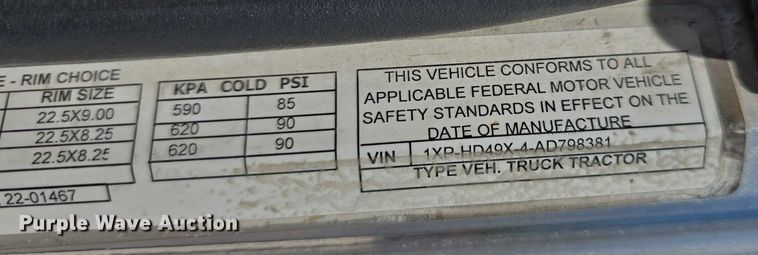 E - RIM CHOICE
RIM SIZE
22.5X9.00
22.5X8.25
22.5X8.25
22-01467
KPA COLD PSI
590 85
620 90
620 90
THIS VEHICLE CONFORMS TO ALL
APPLICABLE FEDERAL MOTOR VEHICLE
SAFETY STANDARDS IN EFFECT ON THE
DATE OF MANUFACTURE
VIN 1XP-HD49X-4-AD798381
TYPE VEH. TRUCK TRACTOR
Purple Wave Auction